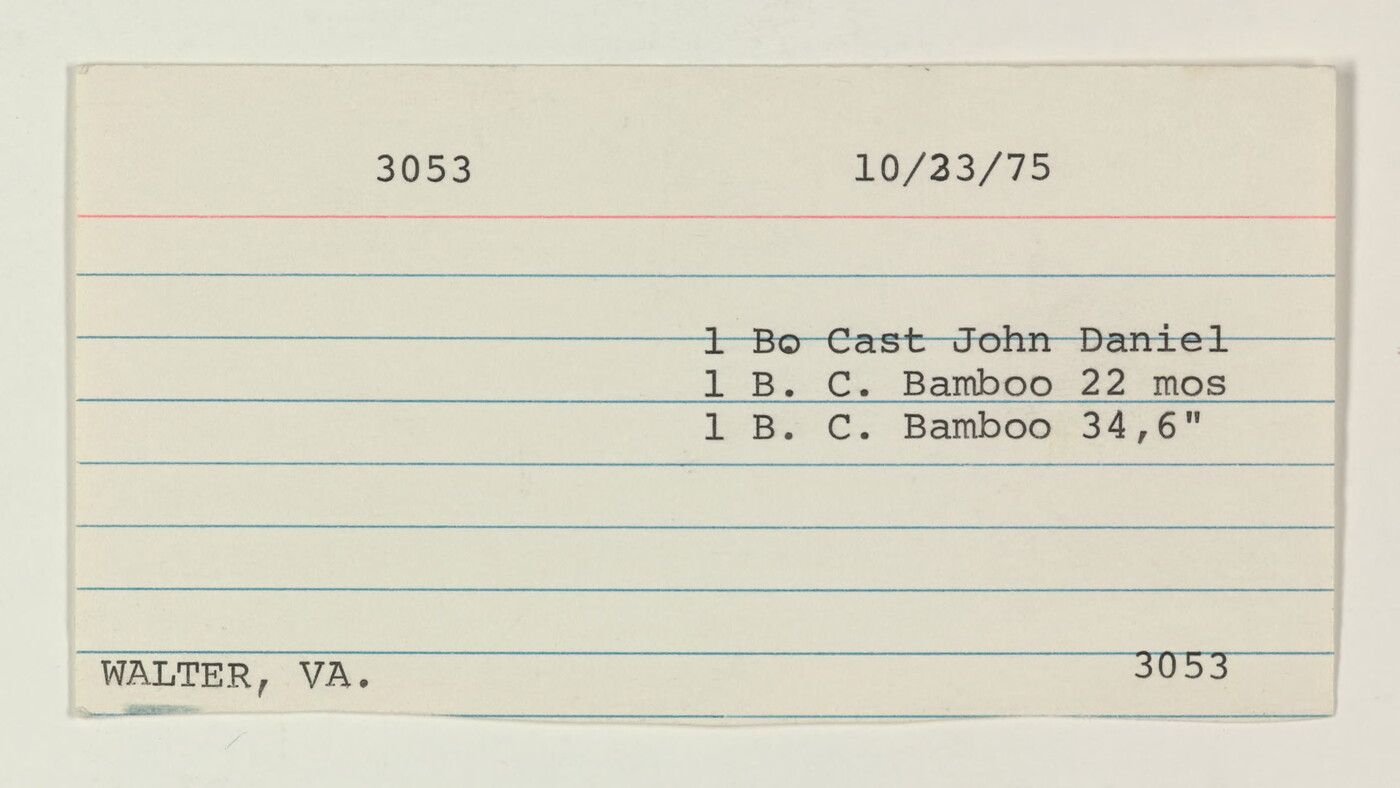 3053 10/23/75
1 Bo Cast John Daniel
1 B. C. Bamboo 22 mos
1 B. C. Bamboo 34,6"
WALTER, VA. 3053